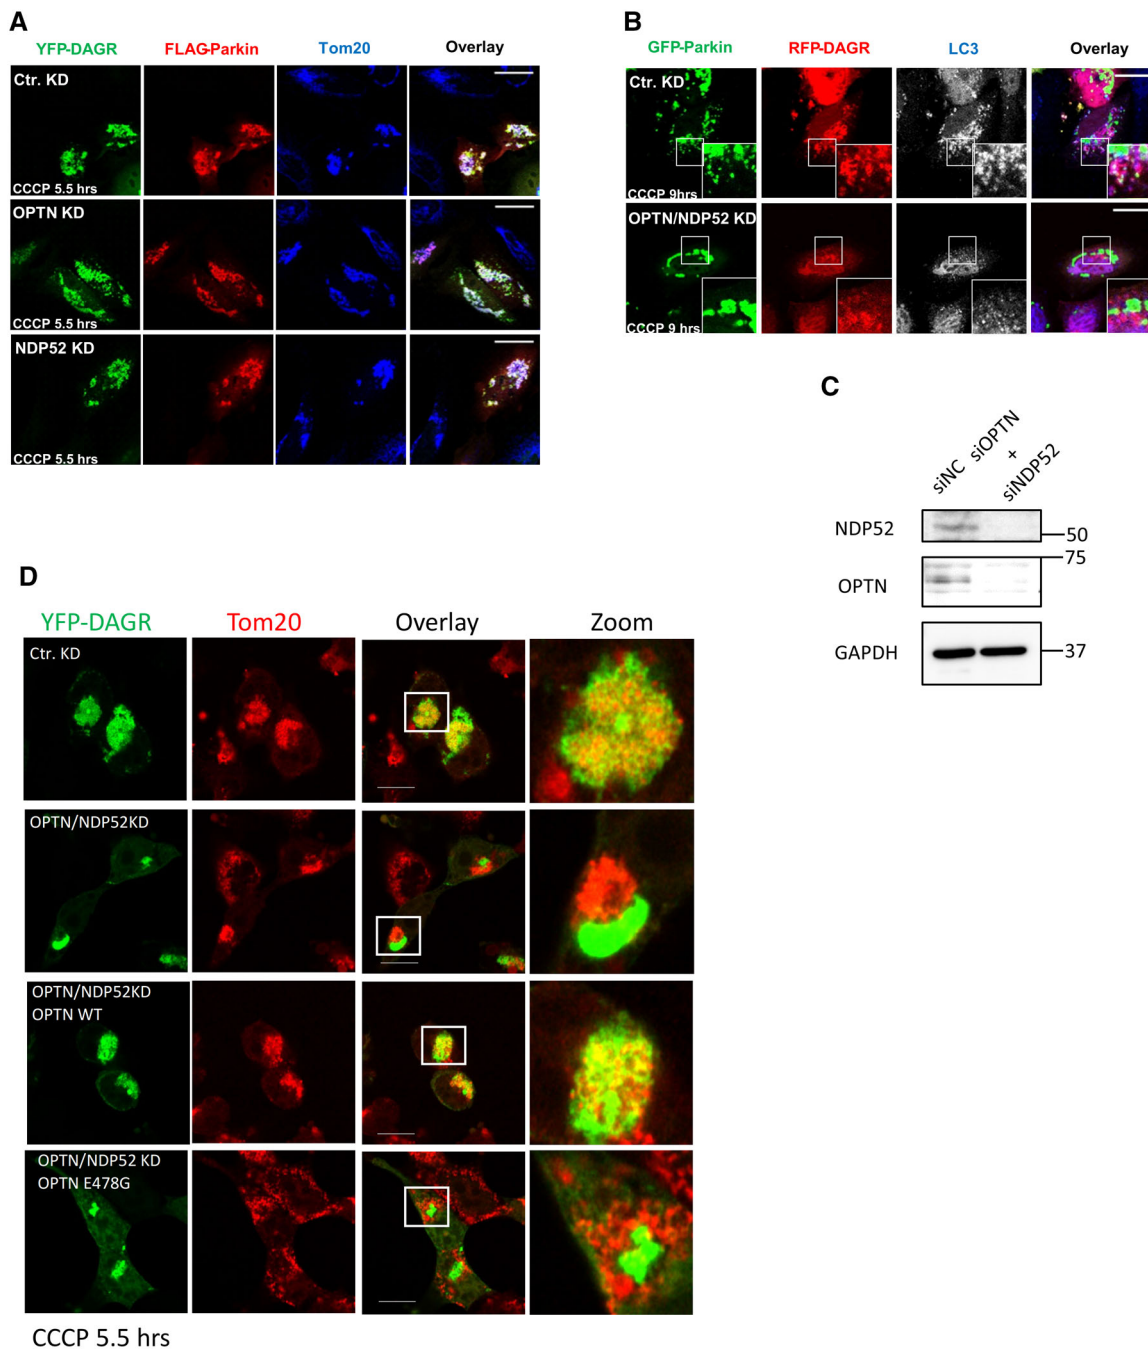 A
YFP-DAGR FLAG-Parkin Tom20 Overlay
Ctr. KD
CCCP 5.5 hrs
OPTN KD
CCCP 5.5 hrs
NDP52 KD
CCCP 5.5 hrs
B
GFP-Parkin RFP-DAGR LC3 Overlay
Ctr. KD
CCCP 9hrs
OPTN/NDP52 KD
CCCP 9 hrs
C
siNC siOPTN
+
siNDP52
NDP52
50
75
OPTN
GAPDH
37
D
YFP-DAGR Tom20 Overlay Zoom
Ctr. KD
OPTN/NDP52KD
OPTN/NDP52KD
OPTN WT
OPTN/NDP52 KD
OPTN E478G
CCCP 5.5 hrs